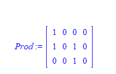 Prod :=
1 0 0 0
1 0 1 0
0 0 1 0